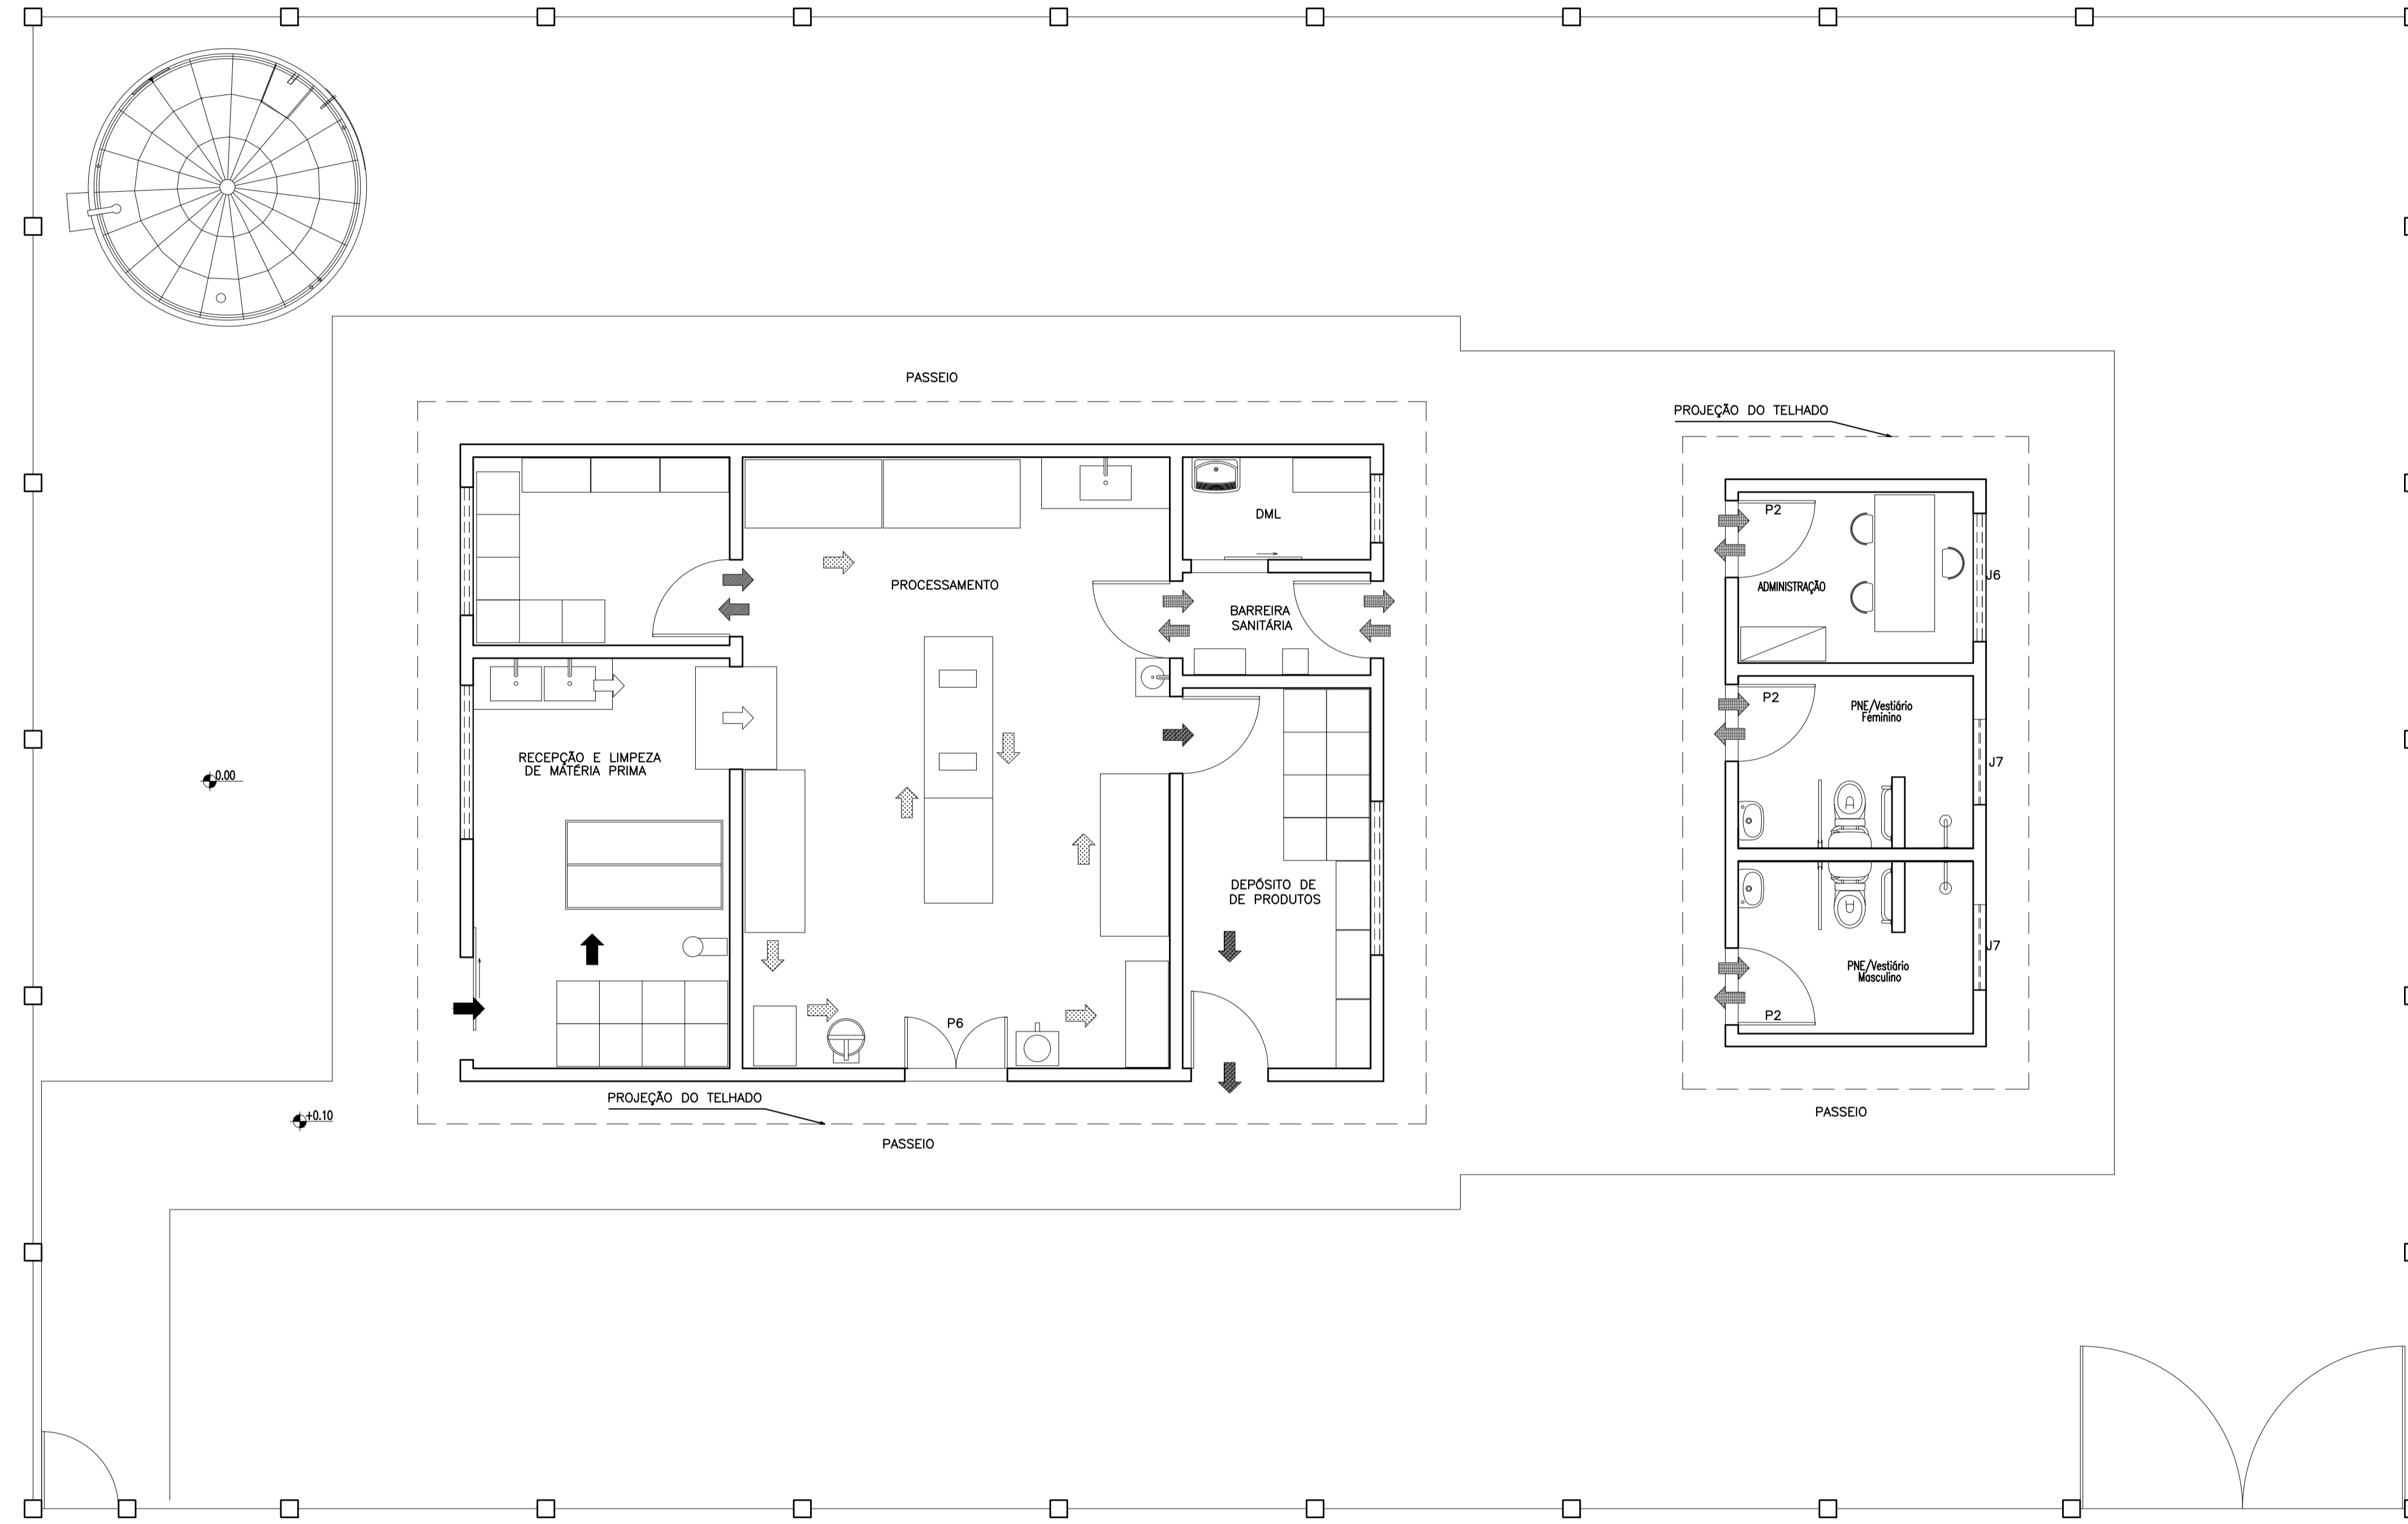 PASSEIO
PROJEÇÃO DO TELHADO
P2
DML
J6
PROCESSAMENTO
ADMINISTRAÇÃO
BARREIRA
SANITÁRIA
P2
PNE/Vestiário
Feminino
RECEPÇÃO E LIMPEZA
DE MATÉRIA PRIMA
J7
0.00
DEPÓSITO DE
DE PRODUTOS
J7
PNE/Vestiário
Masculino
P6
P2
PROJEÇÃO DO TELHADO
+0.10
PASSEIO
PASSEIO